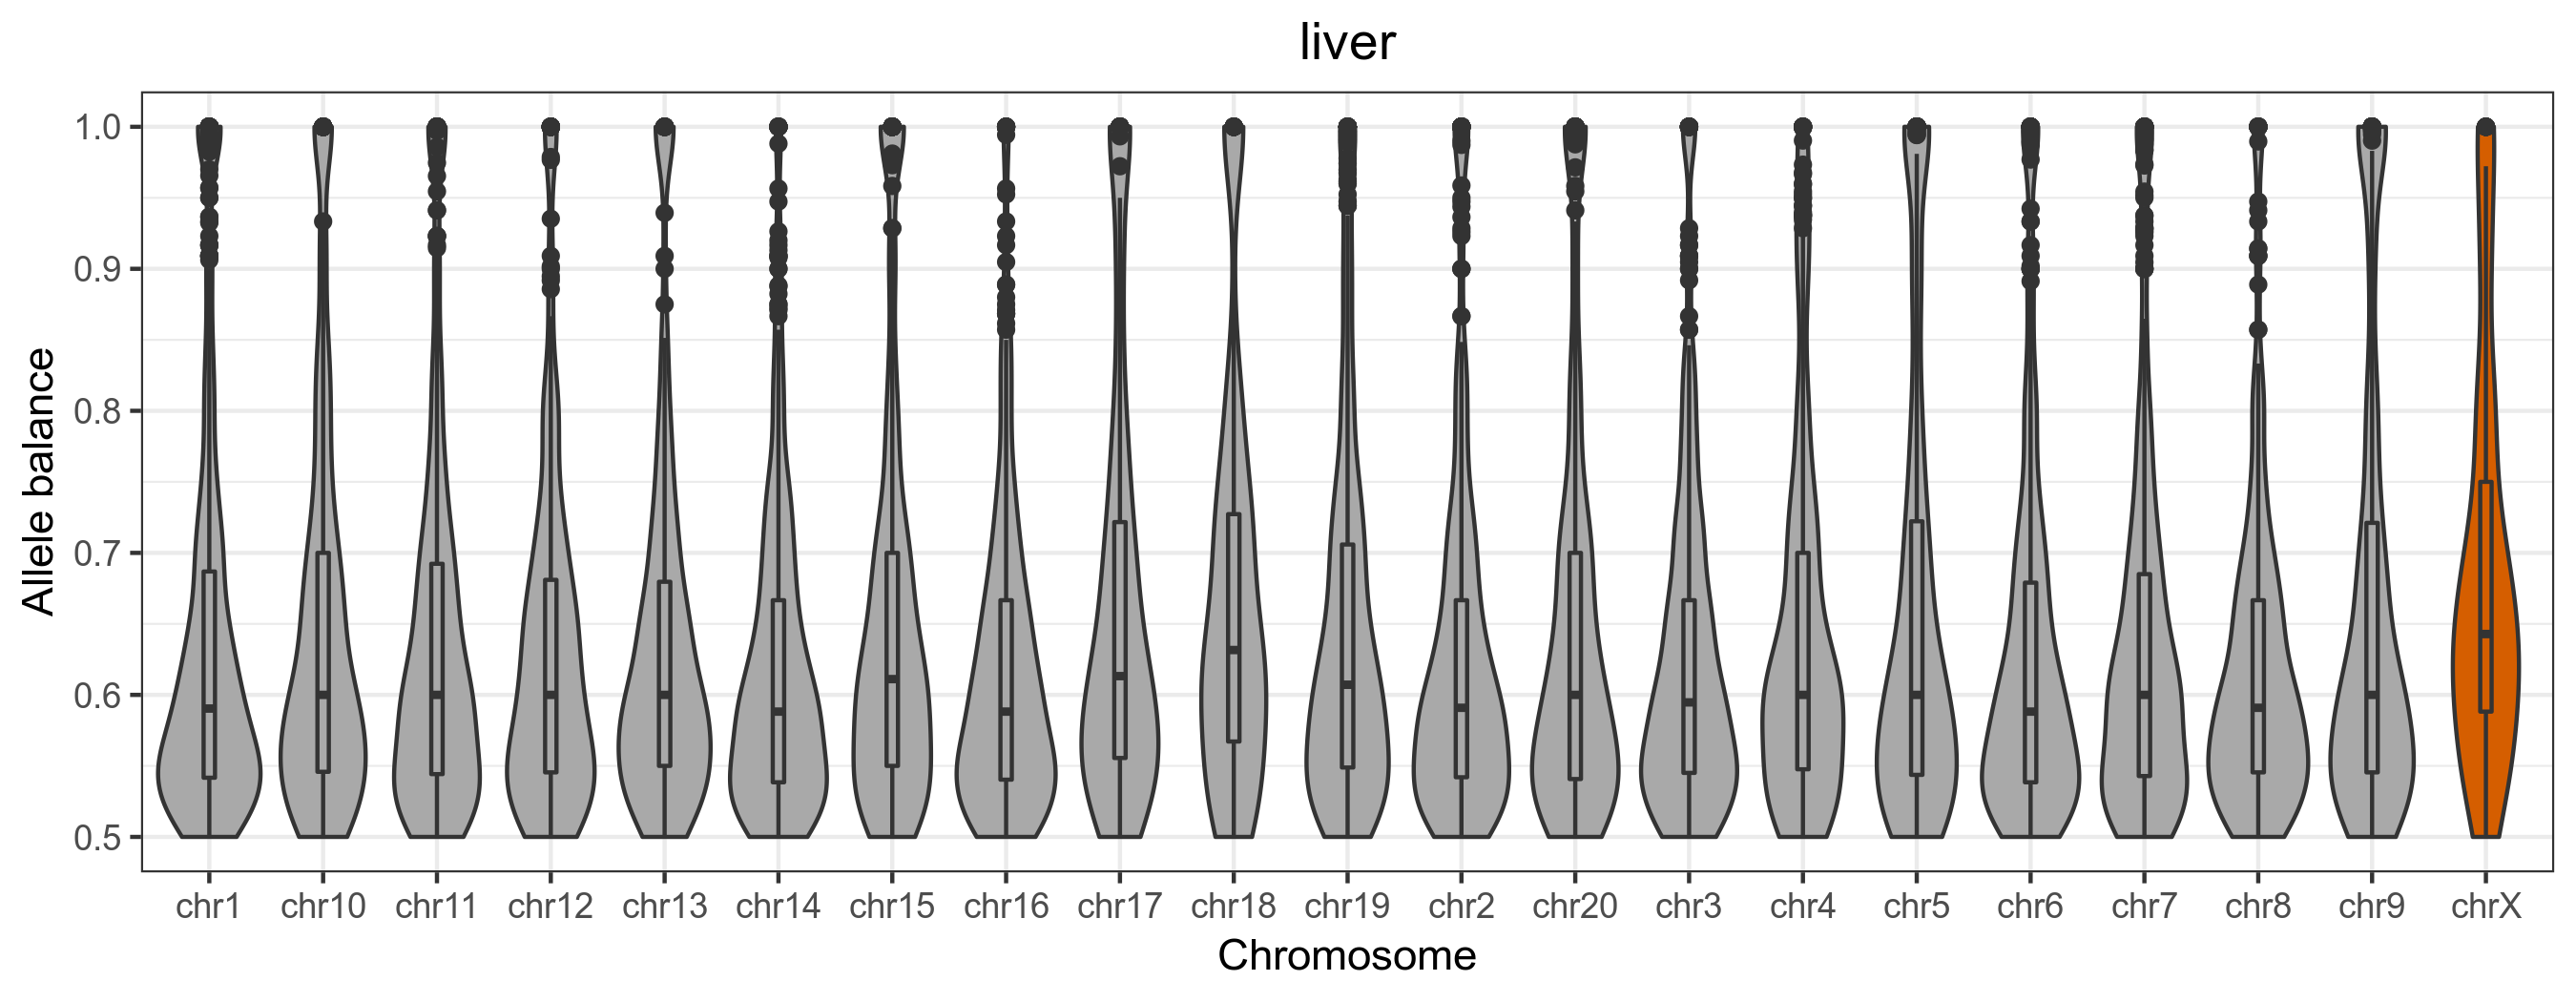 liver
Allele balance
1.0
0.9
0.8
0.7
0.6
0.5
chr1 chr10 chr11 chr12 chr13 chr14 chr15 chr16 chr17 chr18 chr19 chr2 chr20 chr3 chr4 chr5 chr6 chr7 chr8 chr9 chrX
Chromosome